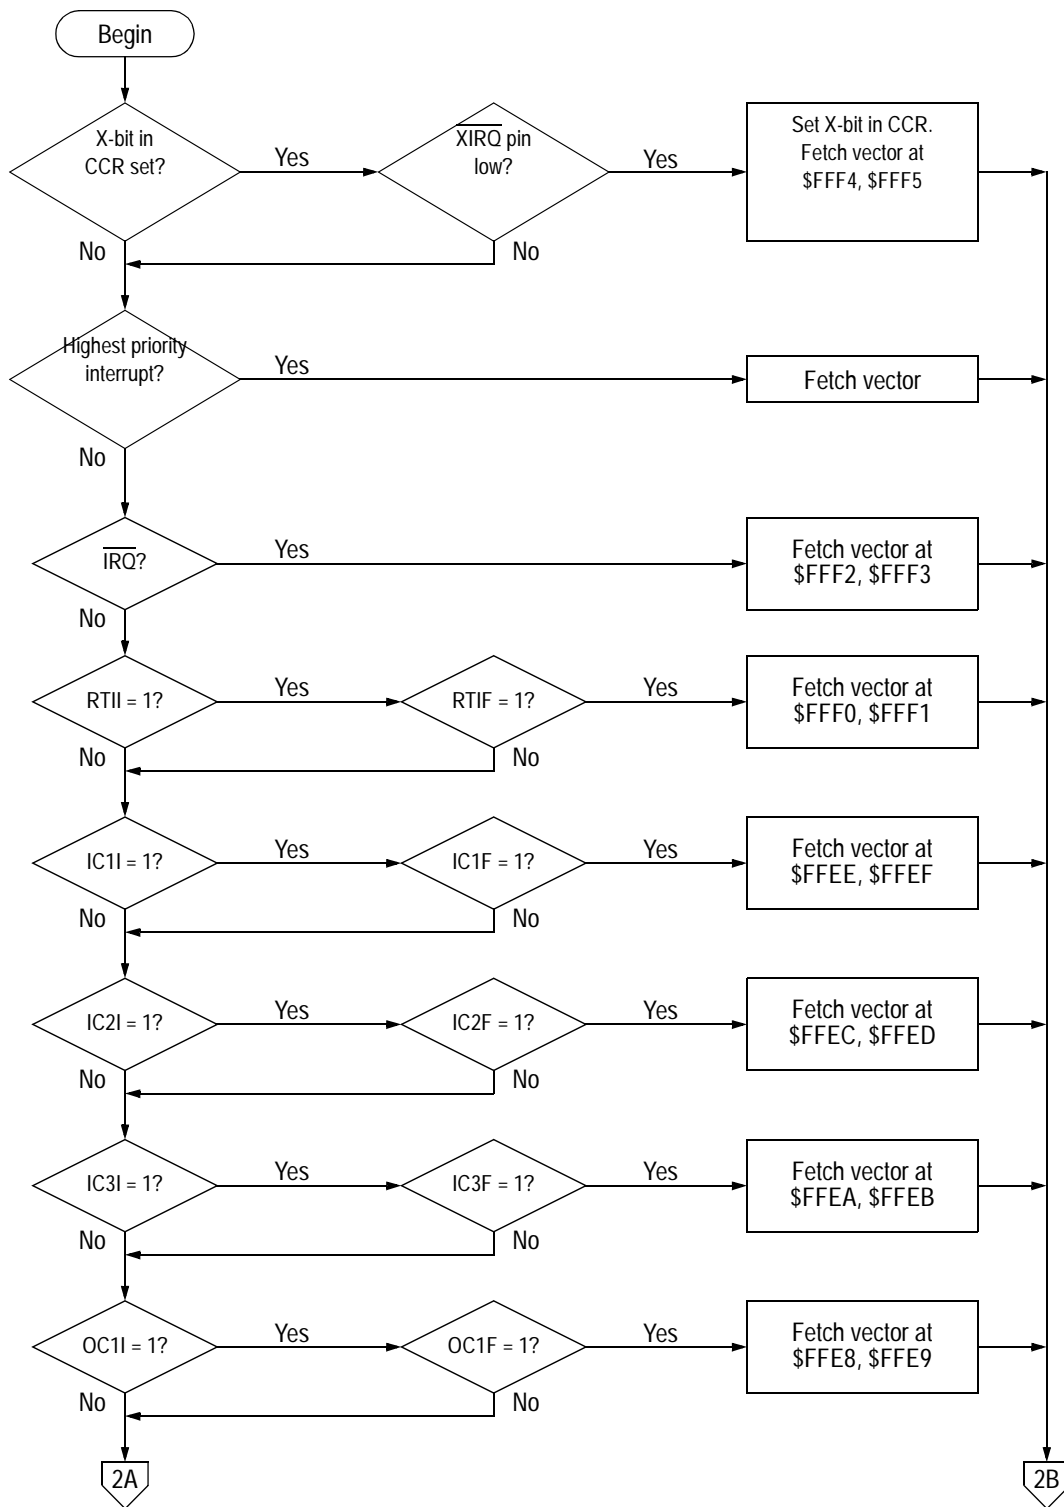 Begin
X-bit in
CCR set?
Yes
XIRQ pin
low?
Yes
Set X-bit in CCR.
Fetch vector at
$FFF4, $FFF5
No
No
Highest priority
interrupt?
Yes
Fetch vector
No
IRQ?
Yes
Fetch vector at
$FFF2, $FFF3
No
RTII = 1?
Yes
RTIF = 1?
Yes
Fetch vector at
$FFF0, $FFF1
No
No
IC1I = 1?
Yes
IC1F = 1?
Yes
Fetch vector at
$FFEE, $FFEF
No
No
IC2I = 1?
Yes
IC2F = 1?
Yes
Fetch vector at
$FFEC, $FFED
No
No
IC3I = 1?
Yes
IC3F = 1?
Yes
Fetch vector at
$FFEA, $FFEB
No
No
OC1I = 1?
Yes
OC1F = 1?
Yes
Fetch vector at
$FFE8, $FFE9
No
No
2A
2B